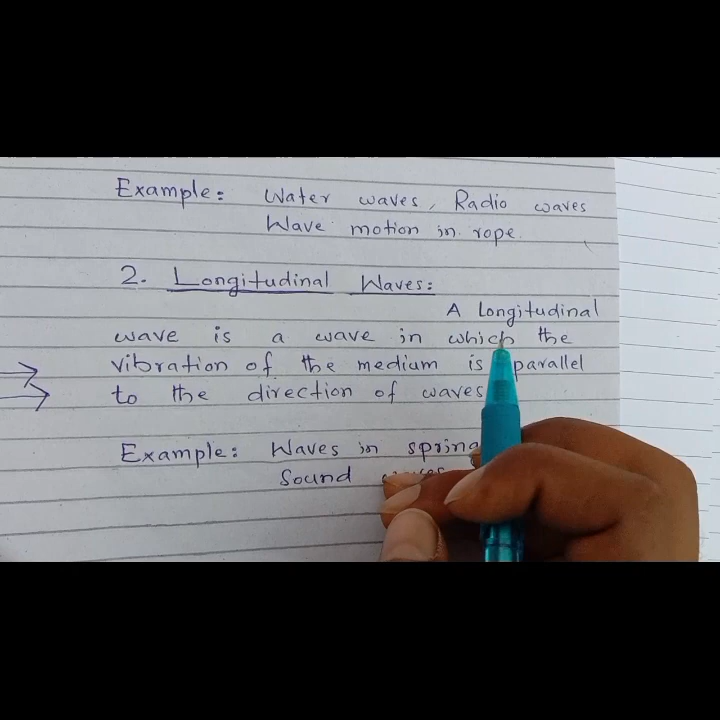 Example: Water waves, Radio waves
Wave motion in rope.
2. Longitudinal Waves:
A Longitudinal
wave is a wave in which the
vibration of the medium is parallel
to the direction of waves
Example: Waves in spring
Sound